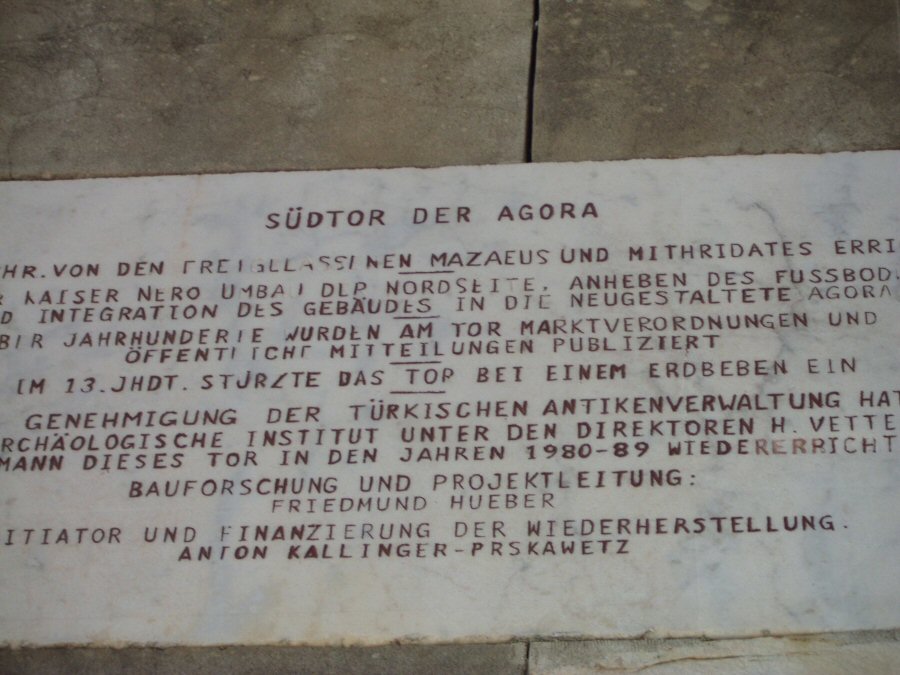 SÜDTOR DER AGORA
HR. VON DEN FREIGELASSENEN MAZAEUS UND MITHRIDATES ERRI
R KAISER NERO UMBAU DER NORDSEITE, ANHEBEN DES FUSSBOD.
D INTEGRATION DES GEBÄUDES IN DIE NEUGESTALTETE AGORA
BER JAHRHUNDERTE WURDEN AM TOR MARKTVERORDNUNGEN UND
ÖFFENTLICHE MITTEILUNGEN PUBLIZIERT
IM 13. JHDT. STÜRZTE DAS TOR BEI EINEM ERDBEBEN EIN
GENEHMIGUNG DER TÜRKISCHEN ANTIKENVERWALTUNG HAT
RCHÄOLOGISCHE INSTITUT UNTER DEN DIREKTOREN H. VETTE
MANN DIESES TOR IN DEN JAHREN 1980-89 WIEDERERRICHT
BAUFORSCHUNG UND PROJEKTLEITUNG:
FRIEDMUND HUEBER
ITIATOR UND FINANZIERUNG DER WIEDERHERSTELLUNG.
ANTON KALLINGER-PRSKAWETZ